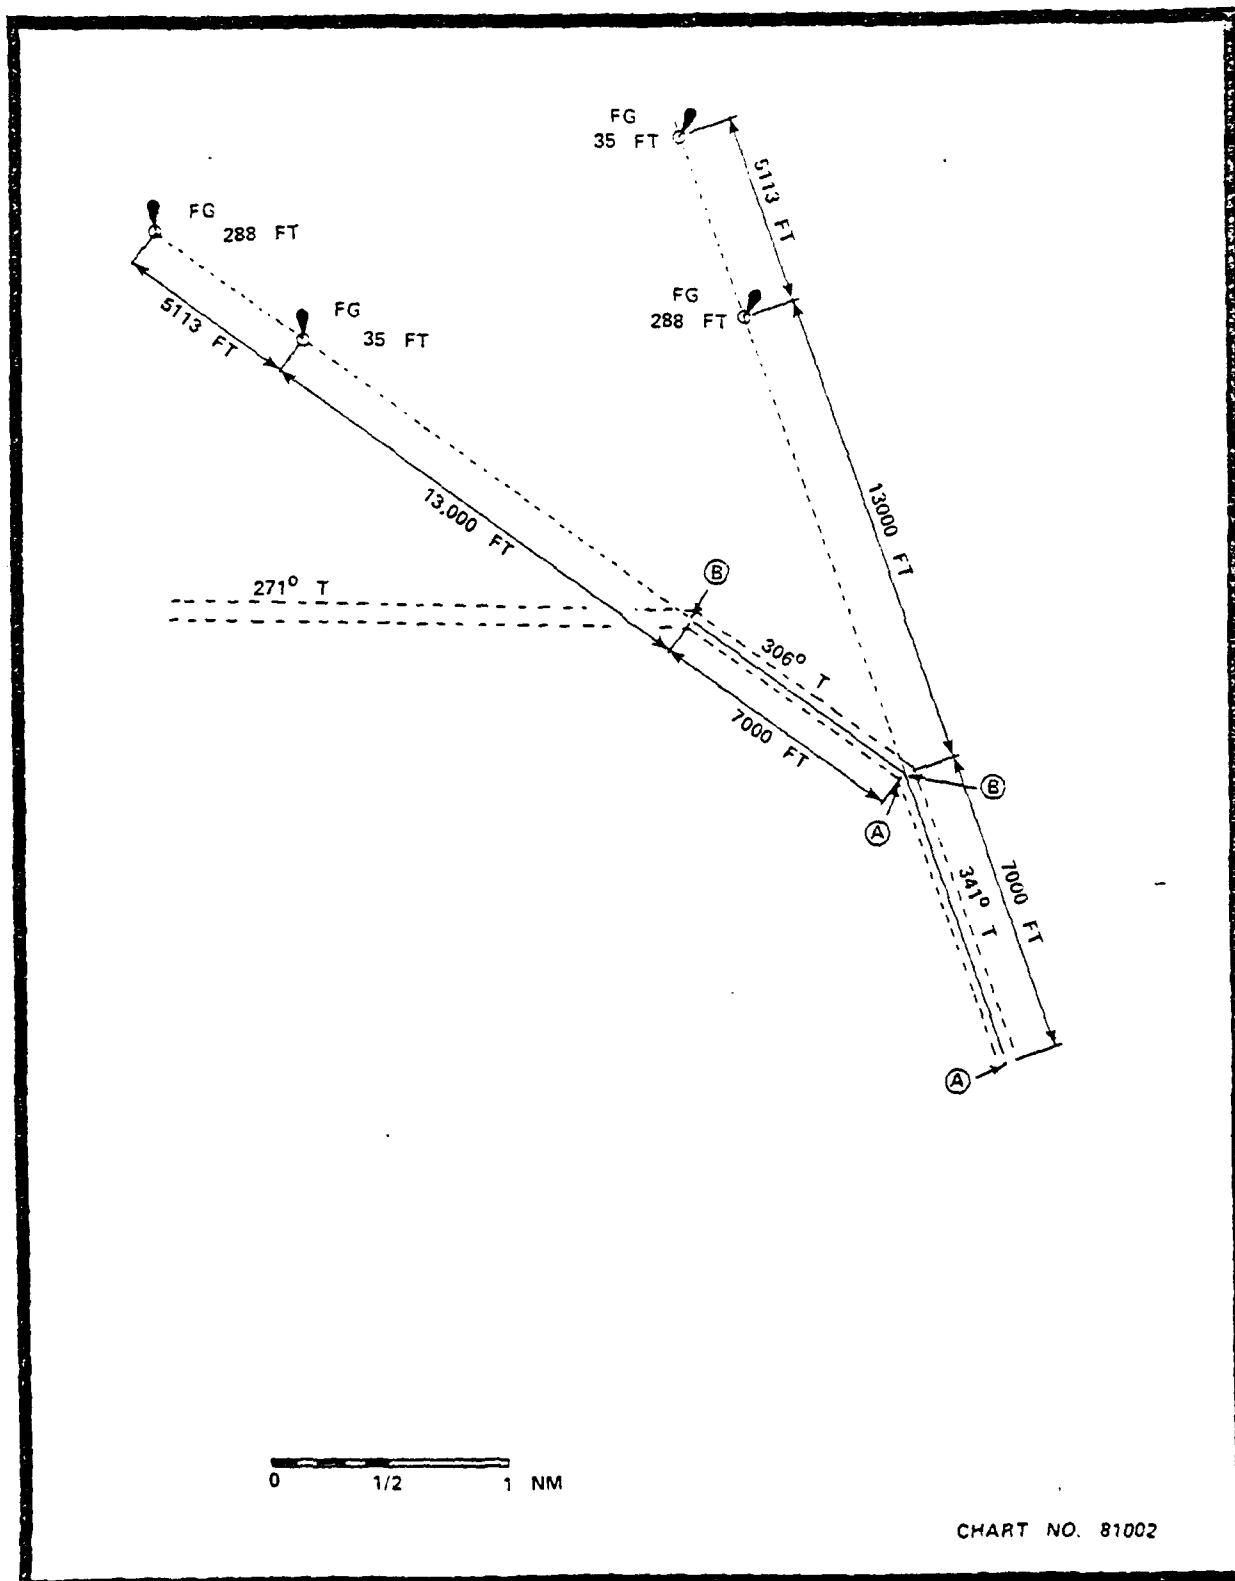 FG
35 FT
5113 FT
FG
288 FT
FG
288 FT
FG
35 FT
5113 FT
13000 FT
13,000 FT
B
271° T
306° T
7000 FT
B
A
341° T
7000 FT
A
0 1/2 1 NM
CHART NO. 81002